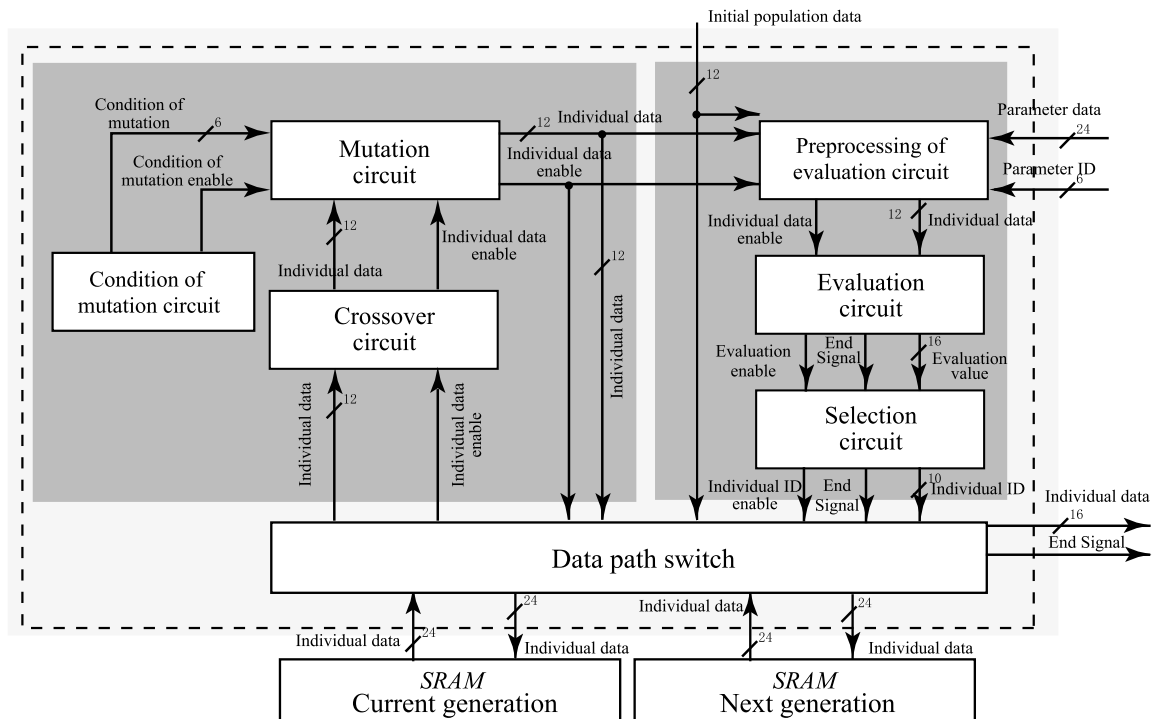 Initial population data
12
Condition of
mutation
6
Condition of
mutation enable
Mutation
circuit
12
Individual data
Individual data
enable
Preprocessing of
evaluation circuit
Parameter data
24
Parameter ID
6
Condition of
mutation circuit
12
Individual data
Individual data
enable
12
Individual data
Individual data
enable
12
Individual data
Crossover
circuit
Evaluation
circuit
Evaluation
enable
End
Signal
16
Evaluation
value
Individual data
12
Individual data
enable
Selection
circuit
Individual ID
enable
End
Signal
10
Individual ID
Individual data
16
End Signal
Data path switch
Individual data
24
24
Individual data
Individual data
24
24
Individual data
SRAM
Current generation
SRAM
Next generation